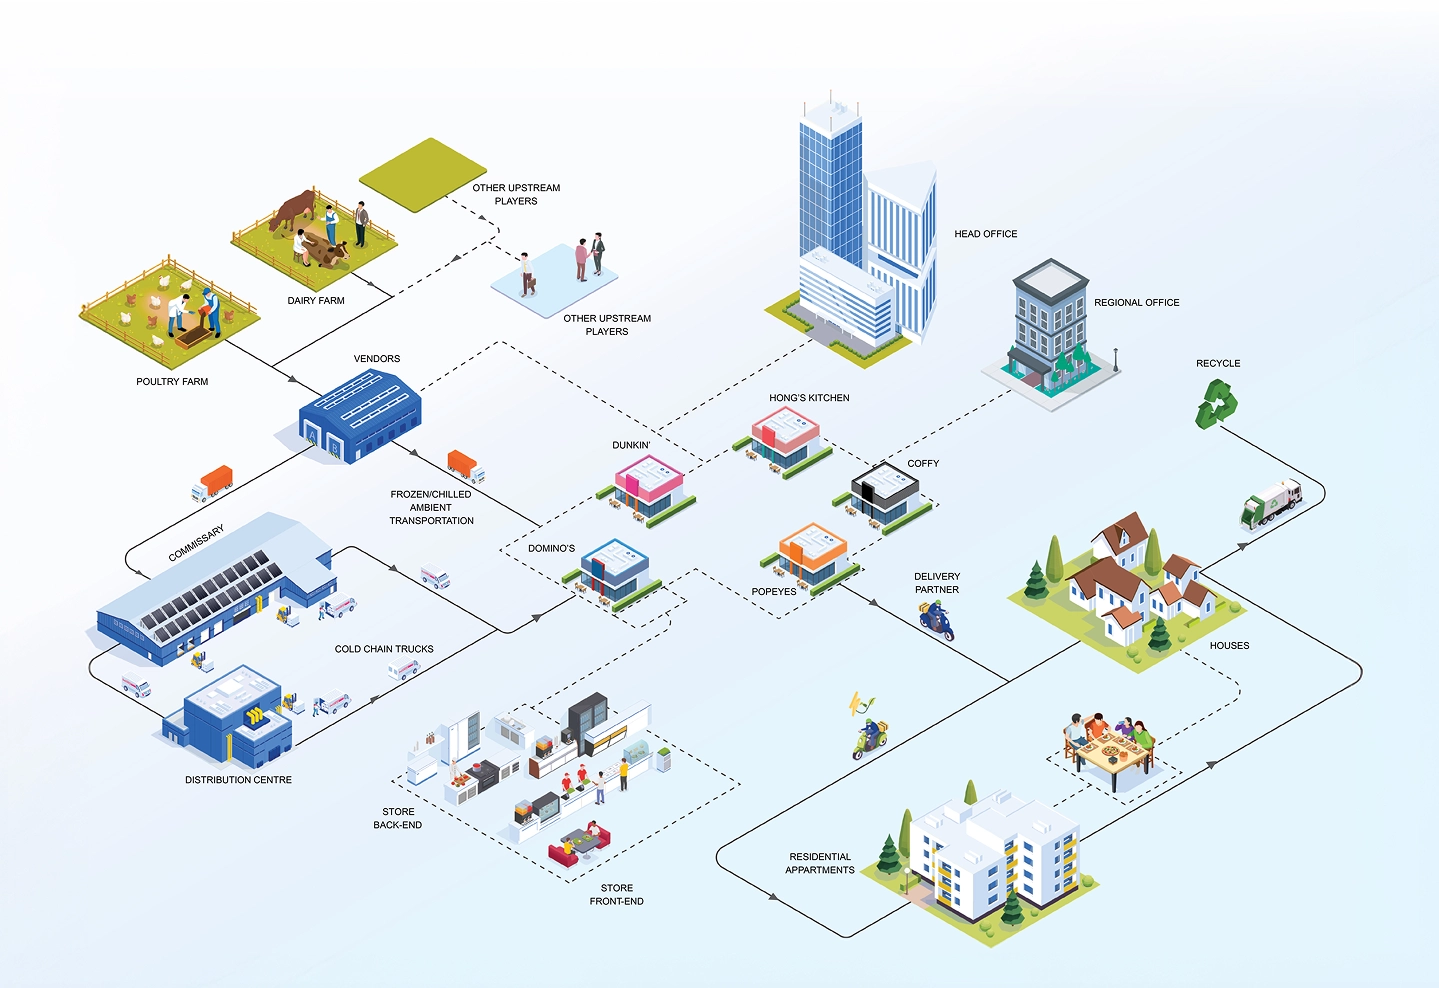 OTHER UPSTREAM
PLAYERS
HEAD OFFICE
DAIRY FARM
REGIONAL OFFICE
OTHER UPSTREAM
PLAYERS
VENDORS
RECYCLE
POULTRY FARM
HONG'S KITCHEN
DUNKIN'
COFFY
A
B
FROZEN/CHILLED
AMBIENT
TRANSPORTATION
COMMISSARY
DOMINO'S
POPEYES
DELIVERY
PARTNER
COLD CHAIN TRUCKS
HOUSES
DISTRIBUTION CENTRE
STORE
BACK-END
RESIDENTIAL
APPARTMENTS
STORE
FRONT-END